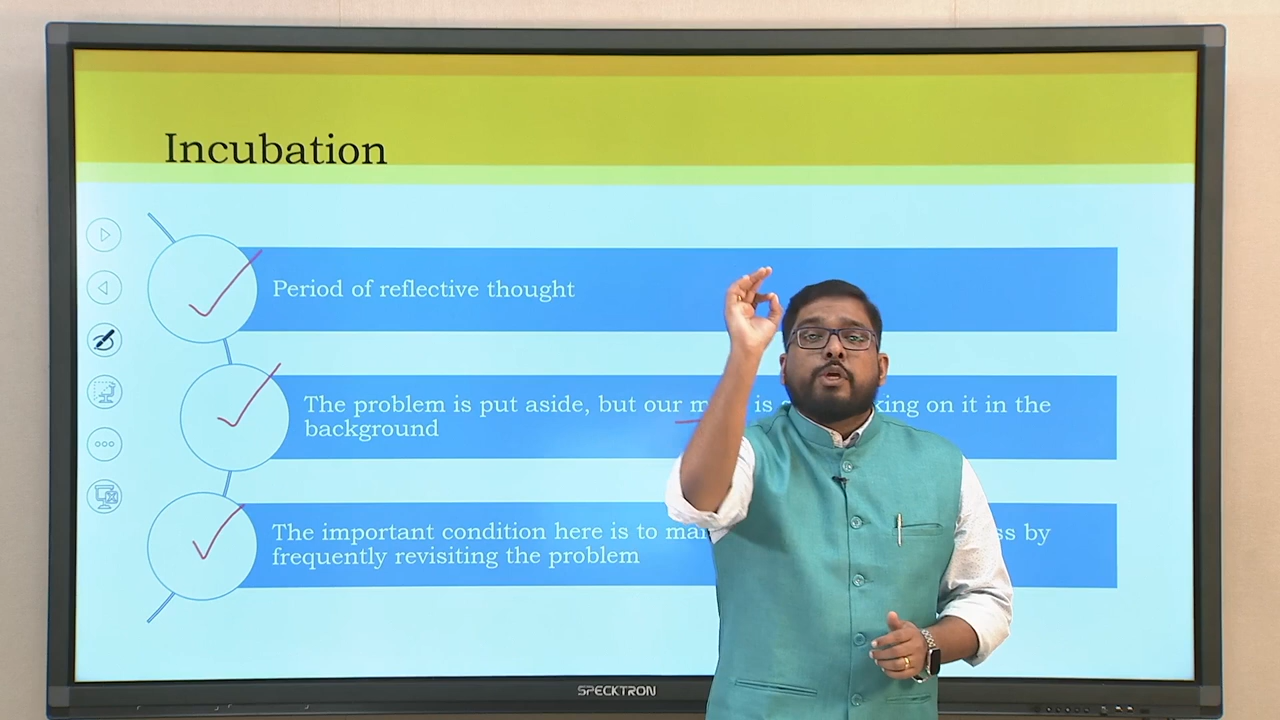 Incubation
Period of reflective thought
The problem is put aside, but our is king on it in the
background
The important condition here is to ss by
frequently revisiting the problem
SPECKTRON